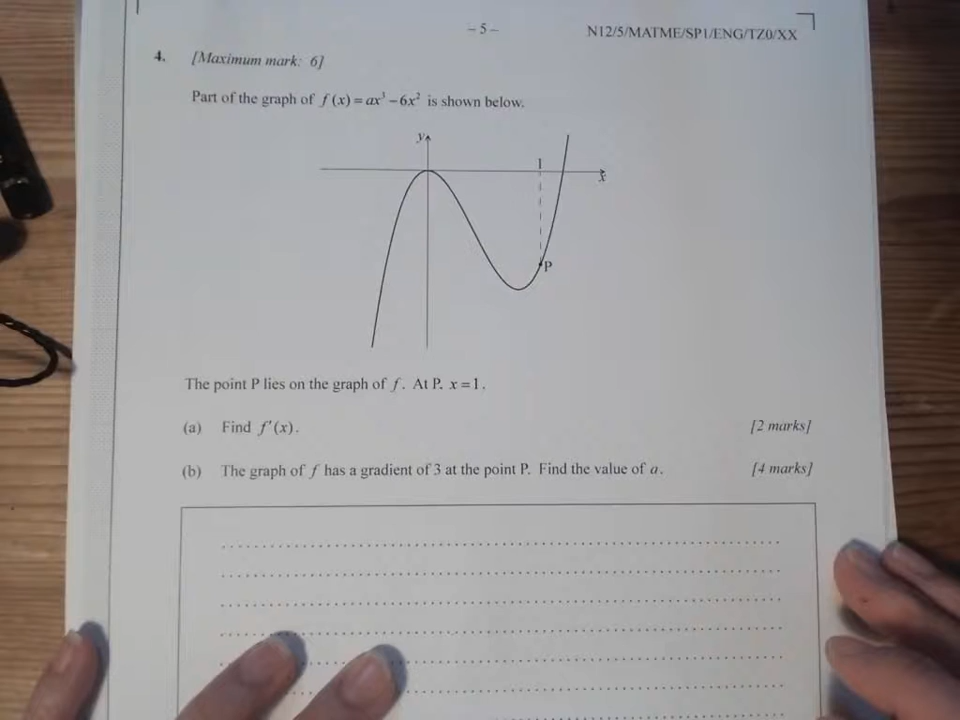 – 5 –
N12/5/MATME/SP1/ENG/TZ0/XX
4. [Maximum mark: 6]
Part of the graph of f (x) = ax³ – 6x² is shown below.
y
1
x
P
The point P lies on the graph of f . At P, x = 1 .
(a) Find f′(x) . [2 marks]
(b) The graph of f has a gradient of 3 at the point P. Find the value of a . [4 marks]